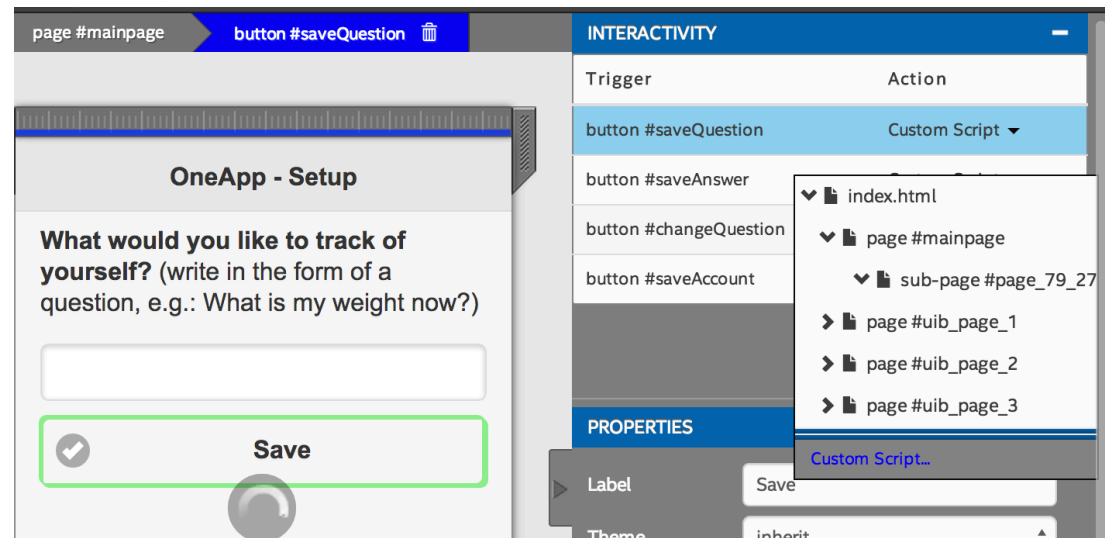 page #mainpage
button #saveQuestion
OneApp - Setup
What would you like to track of
yourself? (write in the form of a
question, e.g.: What is my weight now?)
Save
INTERACTIVITY
Trigger Action
button #saveQuestion Custom Script
button #saveAnswer
button #changeQuestion
button #saveAccount
index.html
page #mainpage
sub-page #page_79_27
page #uib_page_1
page #uib_page_2
page #uib_page_3
Custom Script...
PROPERTIES
Label Save
Theme inherit